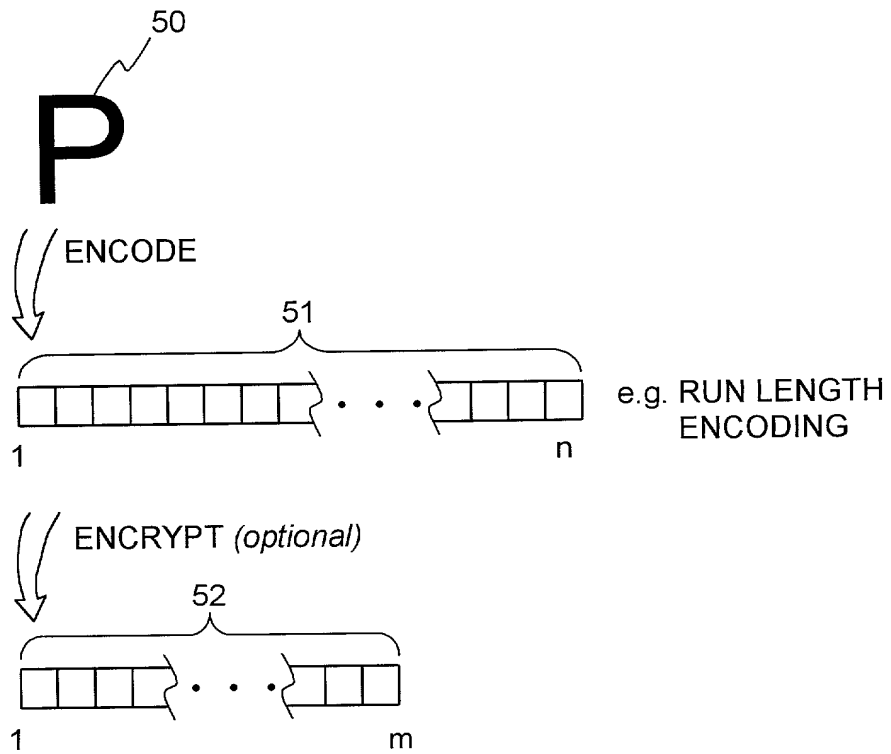 50
P
ENCODE
51
. . .
e.g. RUN LENGTH
ENCODING
1 n
ENCRYPT (optional)
52
. . .
1 m